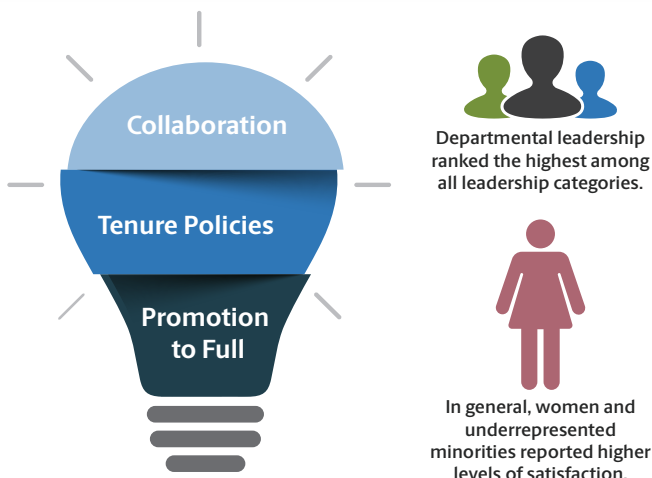 Collaboration
Tenure Policies
Promotion
to Full
Departmental leadership
ranked the highest among
all leadership categories.
In general, women and
underrepresented
minorities reported higher
levels of satisfaction.